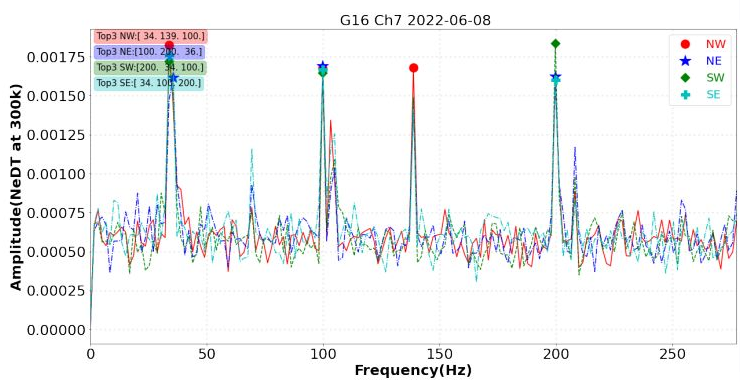 G16 Ch7 2022-06-08
Top3 NW:[ 34. 139. 100.]
Top3 NE:[100. 200. 36.]
Top3 SW:[200. 34. 100.]
Top3 SE:[ 34. 100. 200.]
NW
NE
SW
SE
Amplitude(NeDT at 300k)
0.00175
0.00150
0.00125
0.00100
0.00075
0.00050
0.00025
0.00000
0 50 100 150 200 250
Frequency(Hz)